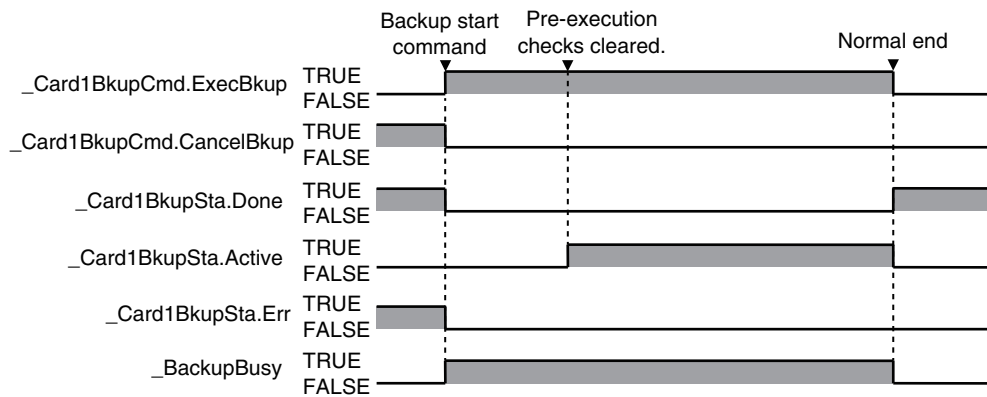 Backup start
command
Pre-execution
checks cleared.
Normal end
_Card1BkupCmd.ExecBkup TRUE
FALSE
_Card1BkupCmd.CancelBkup TRUE
FALSE
_Card1BkupSta.Done TRUE
FALSE
_Card1BkupSta.Active TRUE
FALSE
_Card1BkupSta.Err TRUE
FALSE
_BackupBusy TRUE
FALSE